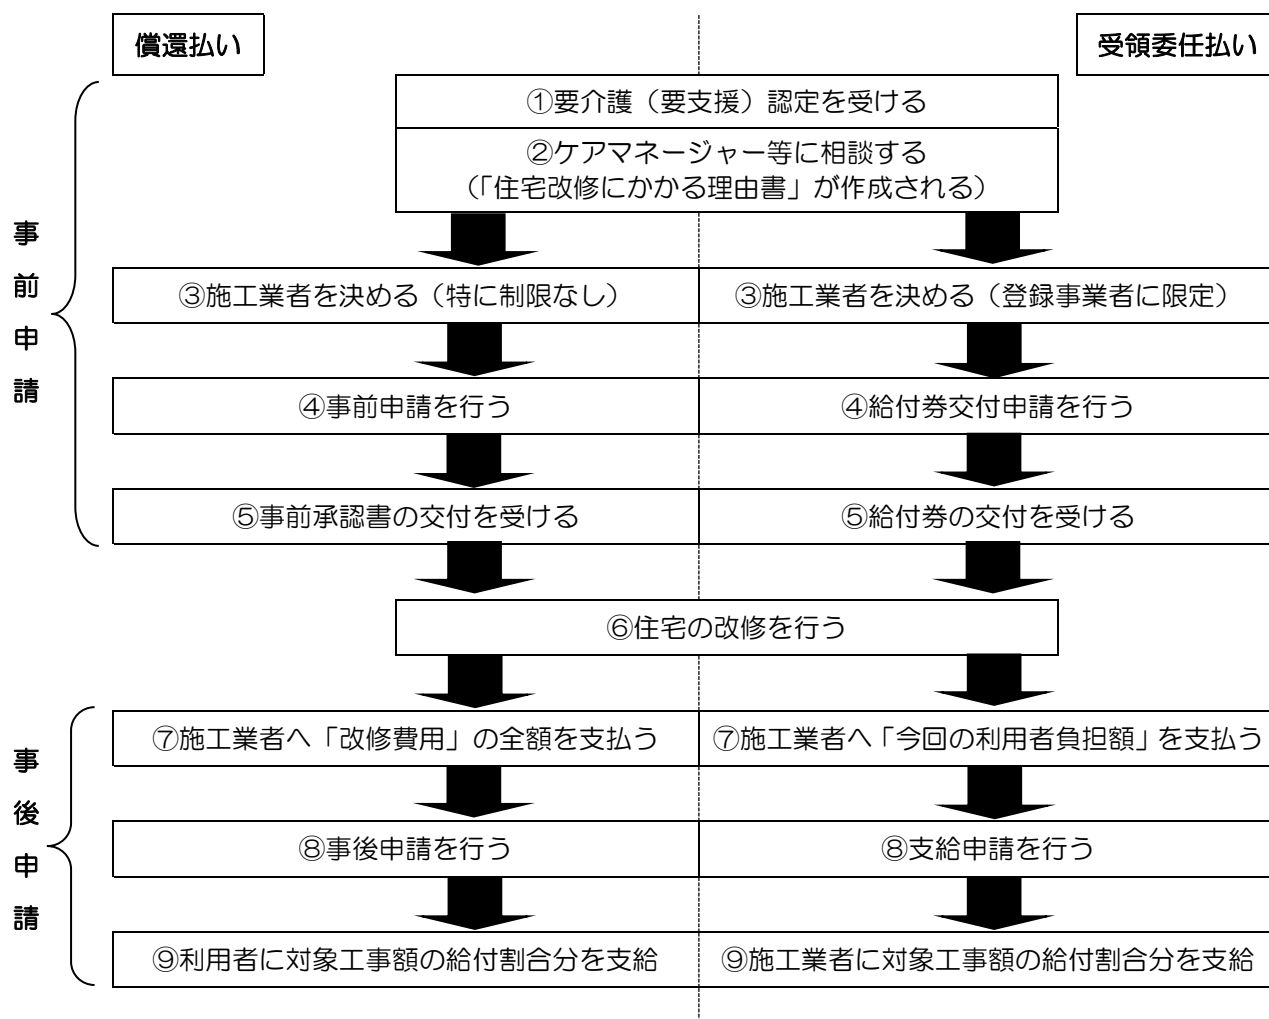 償還払い
受領委任払い
①要介護（要支援）認定を受ける
②ケアマネージャー等に相談する
（「住宅改修にかかる理由書」が作成される）
事前申請
③施工業者を決める（特に制限なし）
③施工業者を決める（登録事業者に限定）
④事前申請を行う
④給付券交付申請を行う
⑤事前承認書の交付を受ける
⑤給付券の交付を受ける
⑥住宅の改修を行う
事後申請
⑦施工業者へ「改修費用」の全額を支払う
⑦施工業者へ「今回の利用者負担額」を支払う
⑧事後申請を行う
⑧支給申請を行う
⑨利用者に対象工事額の給付割合分を支給
⑨施工業者に対象工事額の給付割合分を支給